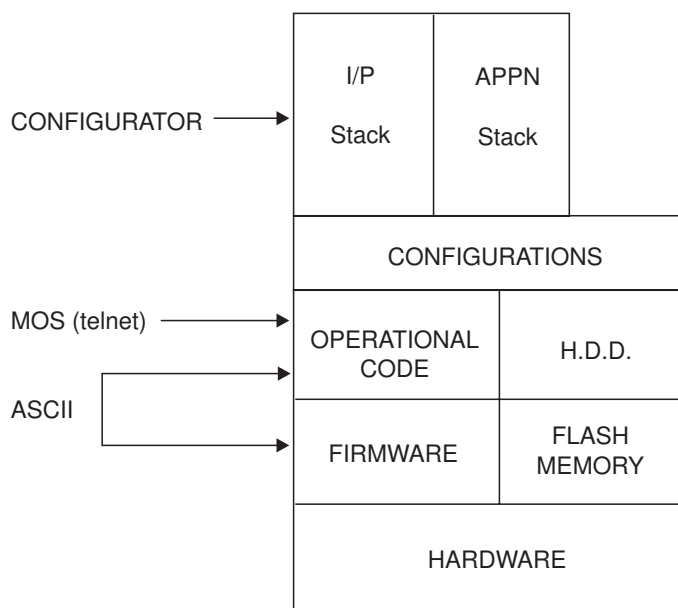 I/P
Stack
APPN
Stack
CONFIGURATOR
CONFIGURATIONS
MOS (telnet)
OPERATIONAL
CODE
H.D.D.
ASCII
FIRMWARE
FLASH
MEMORY
HARDWARE